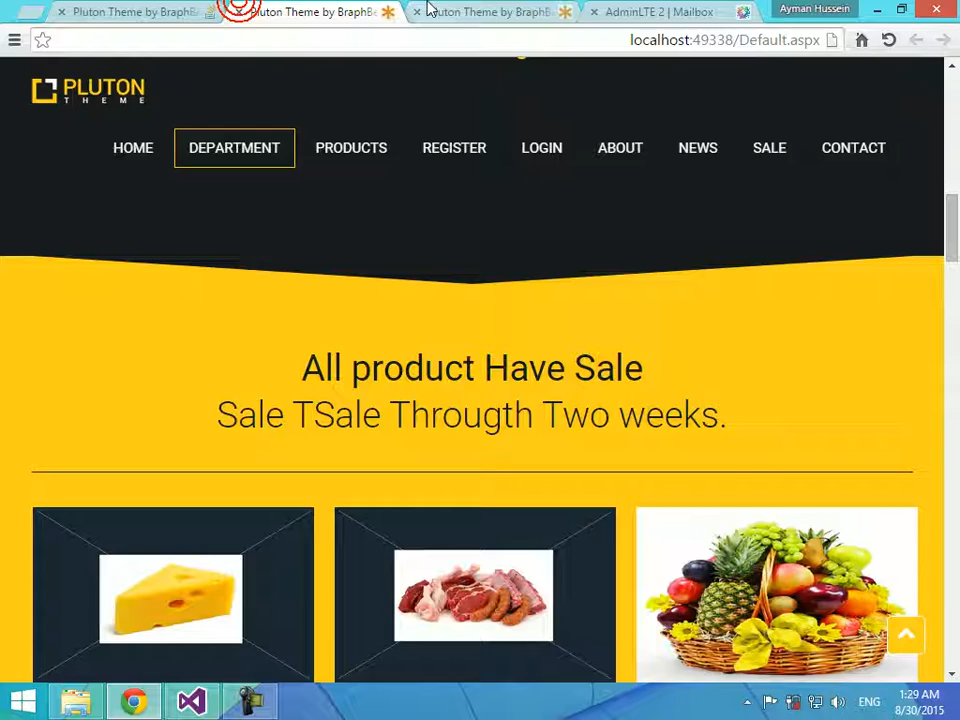 Pluton Theme by BraphB
Pluton Theme by BraphBe
Pluton Theme by BraphB
AdminLTE 2 | Mailbox
Ayman Hussein
localhost:49338/Default.aspx
PLUTON
THEME
HOME
DEPARTMENT
PRODUCTS
REGISTER
LOGIN
ABOUT
NEWS
SALE
CONTACT
All product Have Sale
Sale TSale Througth Two weeks.
ENG
1:29 AM
8/30/2015